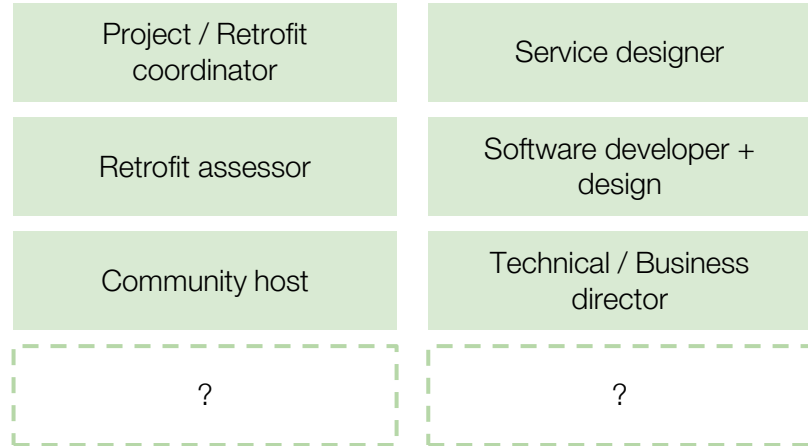 Project / Retrofit
coordinator
Service designer
Retrofit assessor
Software developer +
design
Community host
Technical / Business
director
?
?